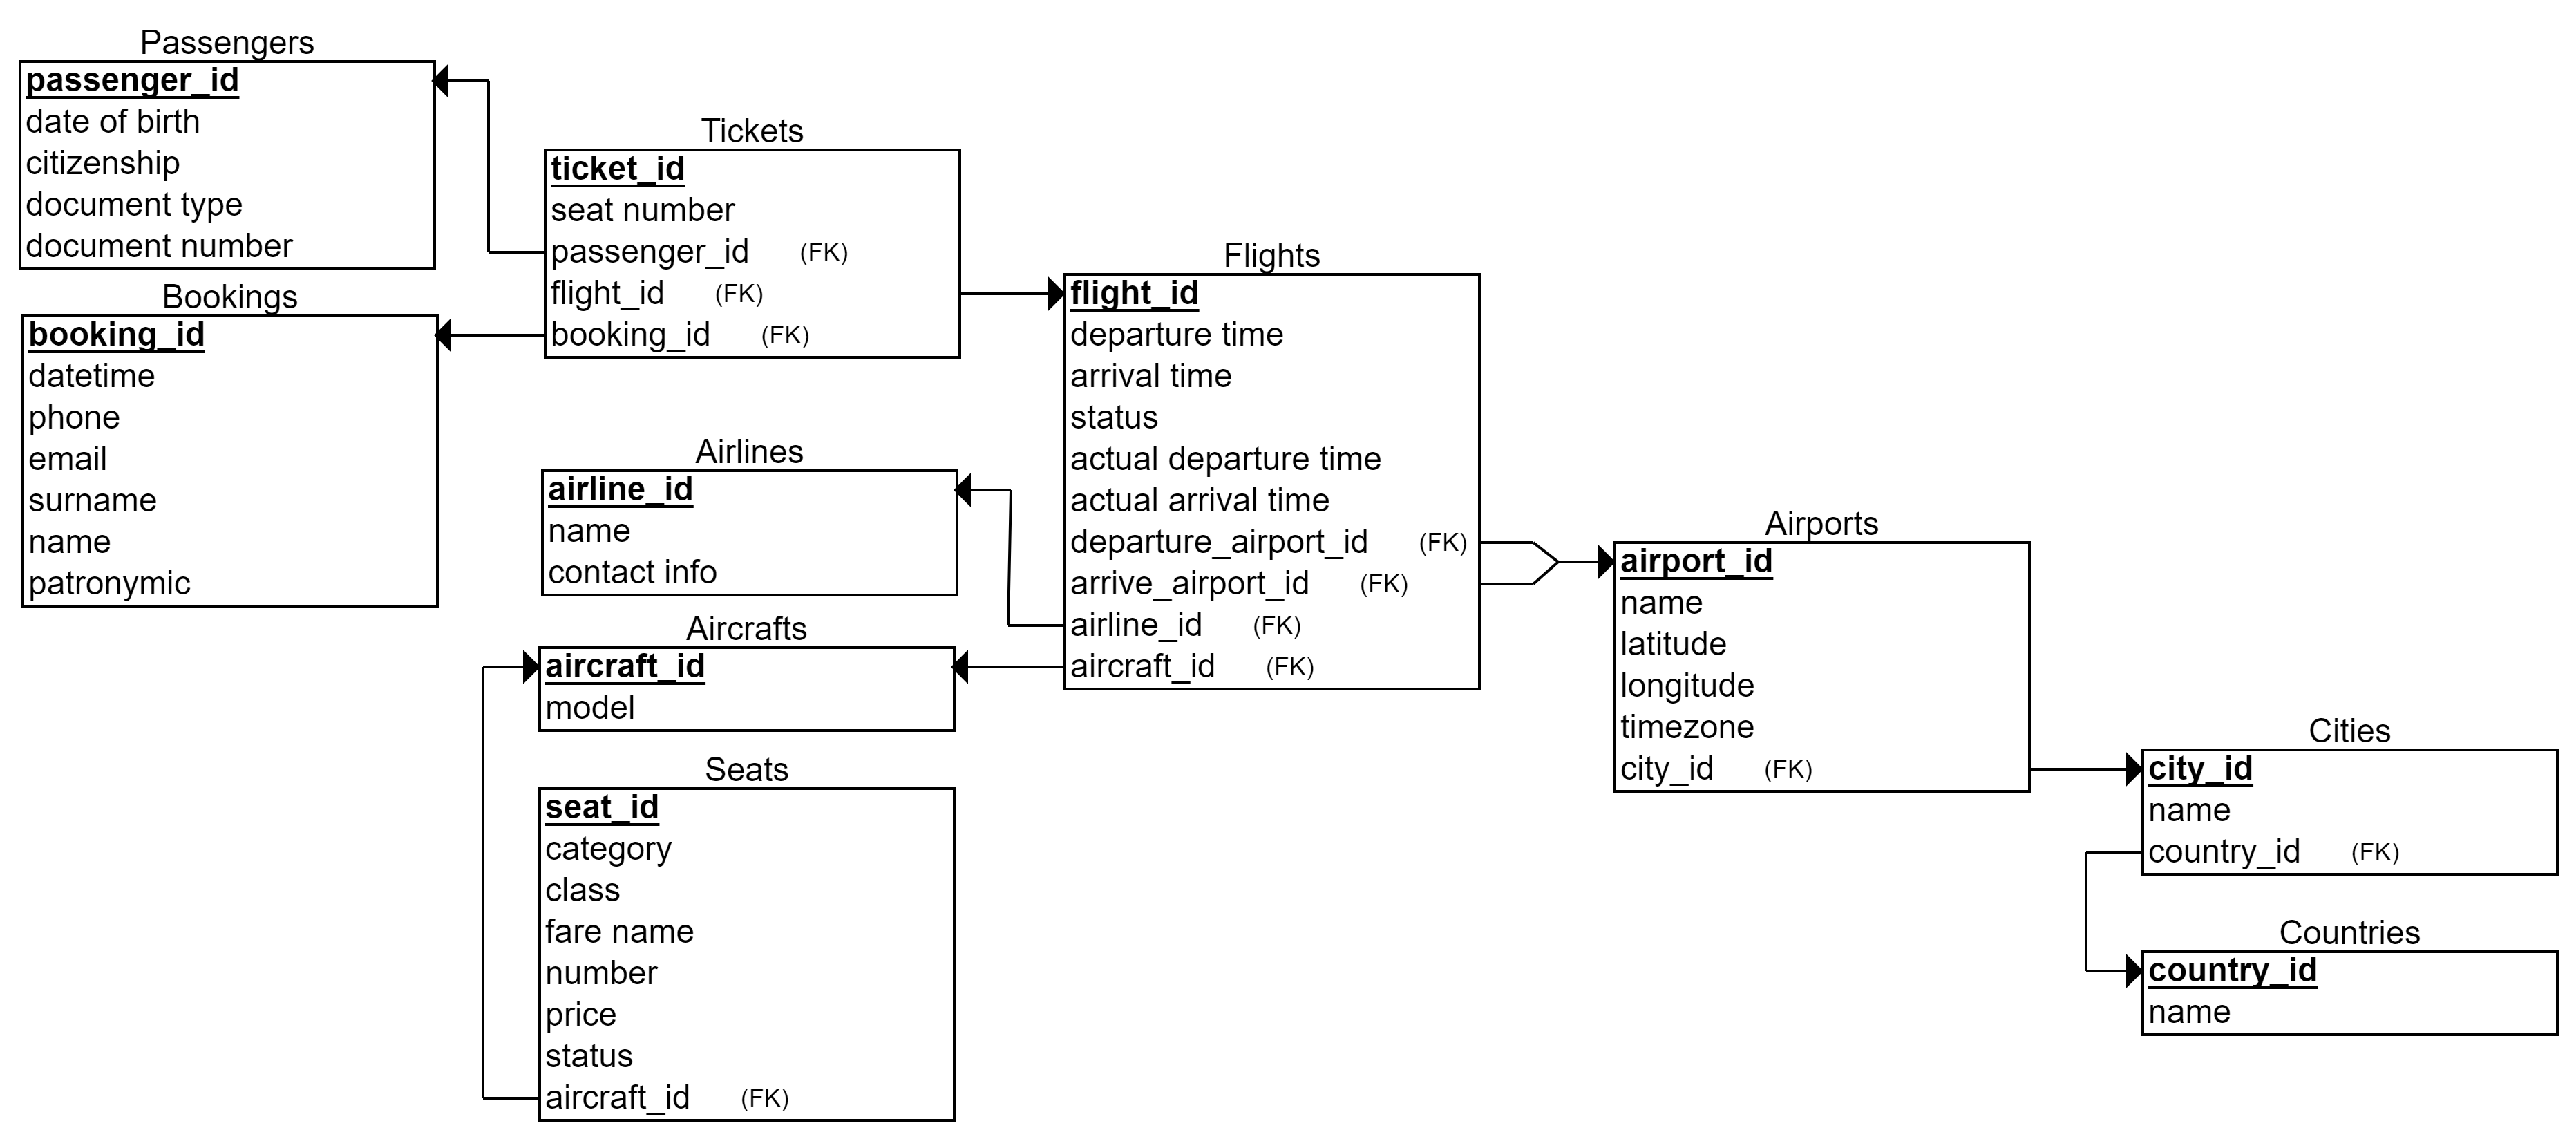 Passengers
passenger_id
date of birth
citizenship
document type
document number
Bookings
booking_id
datetime
phone
email
surname
name
patronymic
Tickets
ticket_id
seat number
passenger_id (FK)
flight_id (FK)
booking_id (FK)
Airlines
airline_id
name
contact info
Aircrafts
aircraft_id
model
Seats
seat_id
category
class
fare name
number
price
status
aircraft_id (FK)
Flights
flight_id
departure time
arrival time
status
actual departure time
actual arrival time
departure_airport_id (FK)
arrive_airport_id (FK)
airline_id (FK)
aircraft_id (FK)
Airports
airport_id
name
latitude
longitude
timezone
city_id (FK)
Cities
city_id
name
country_id (FK)
Countries
country_id
name